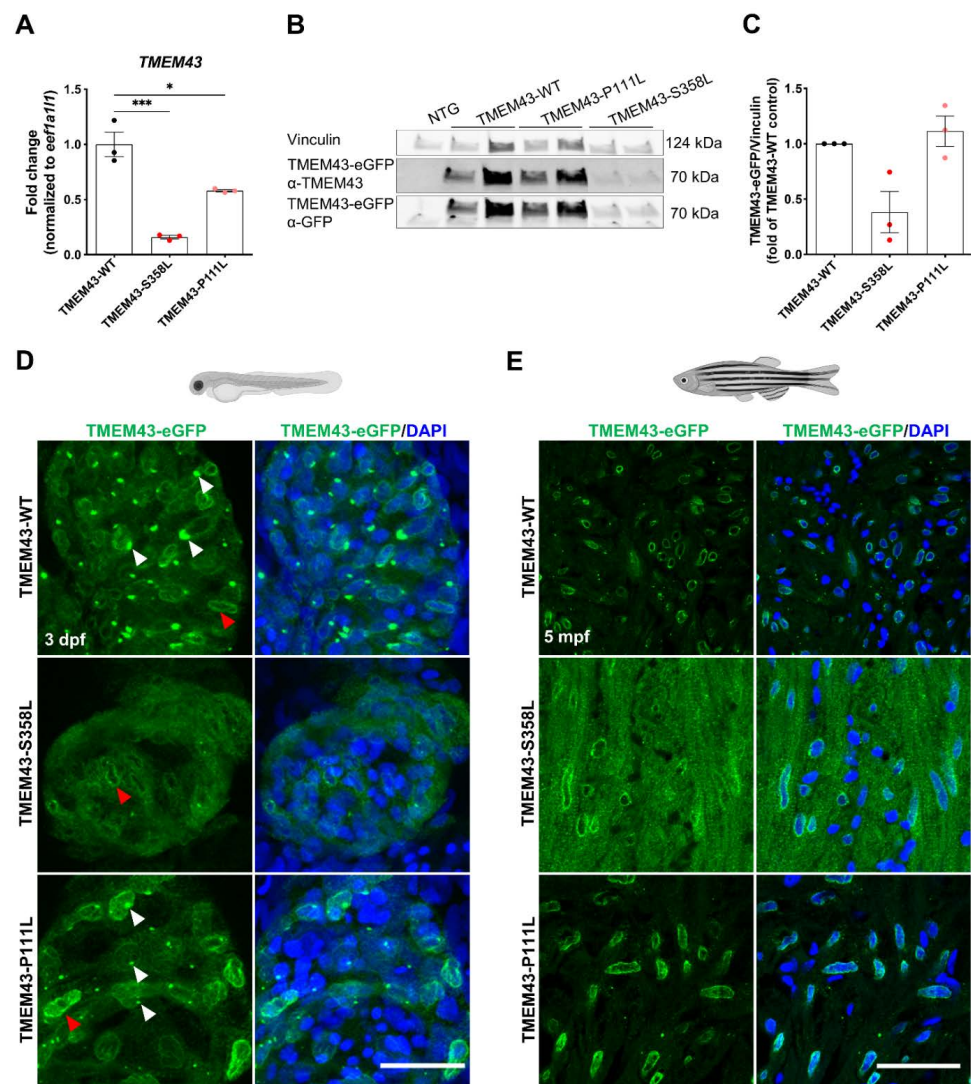 A
TMEM43
Fold change
(normalized to eef1a1l1)
1.5
1.0
0.5
0.0
*
***
TMEM43-WT
TMEM43-S358L
TMEM43-P111L
B
NTG
TMEM43-WT
TMEM43-P111L
TMEM43-S358L
Vinculin
124 kDa
TMEM43-eGFP
α-TMEM43
70 kDa
TMEM43-eGFP
α-GFP
70 kDa
C
TMEM43-eGFP/Vinculin
(fold of TMEM43-WT control)
1.5
1.0
0.5
0.0
TMEM43-WT
TMEM43-S358L
TMEM43-P111L
D
TMEM43-eGFP
TMEM43-eGFP/DAPI
TMEM43-WT
3 dpf
TMEM43-S358L
TMEM43-P111L
E
TMEM43-eGFP
TMEM43-eGFP/DAPI
TMEM43-WT
5 mpf
TMEM43-S358L
TMEM43-P111L